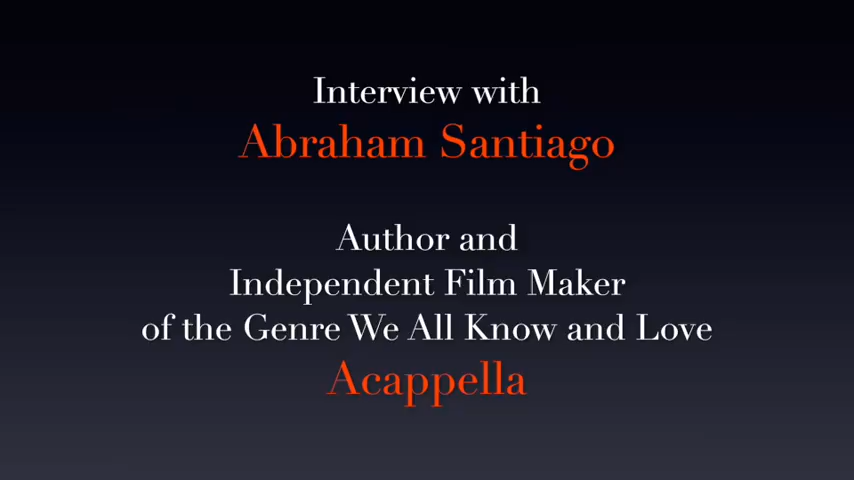 Interview with
Abraham Santiago
Author and
Independent Film Maker
of the Genre We All Know and Love
Acappella